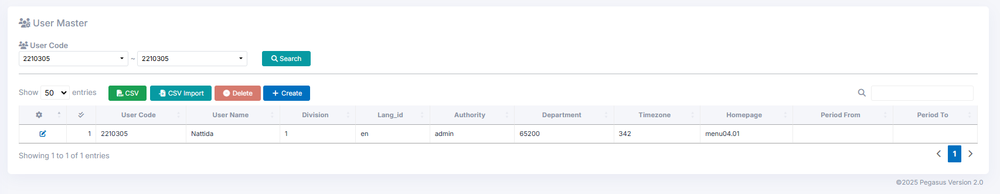 User Master
User Code
2210305 ~ 2210305 Search
Show 50 entries CSV CSV Import Delete Create
User Code User Name Division Lang_id Authority Department Timezone Homepage Period From Period To
1 2210305 Nattida 1 en admin 65200 342 menu04.01
Showing 1 to 1 of 1 entries 1
©2025 Pegasus Version 2.0